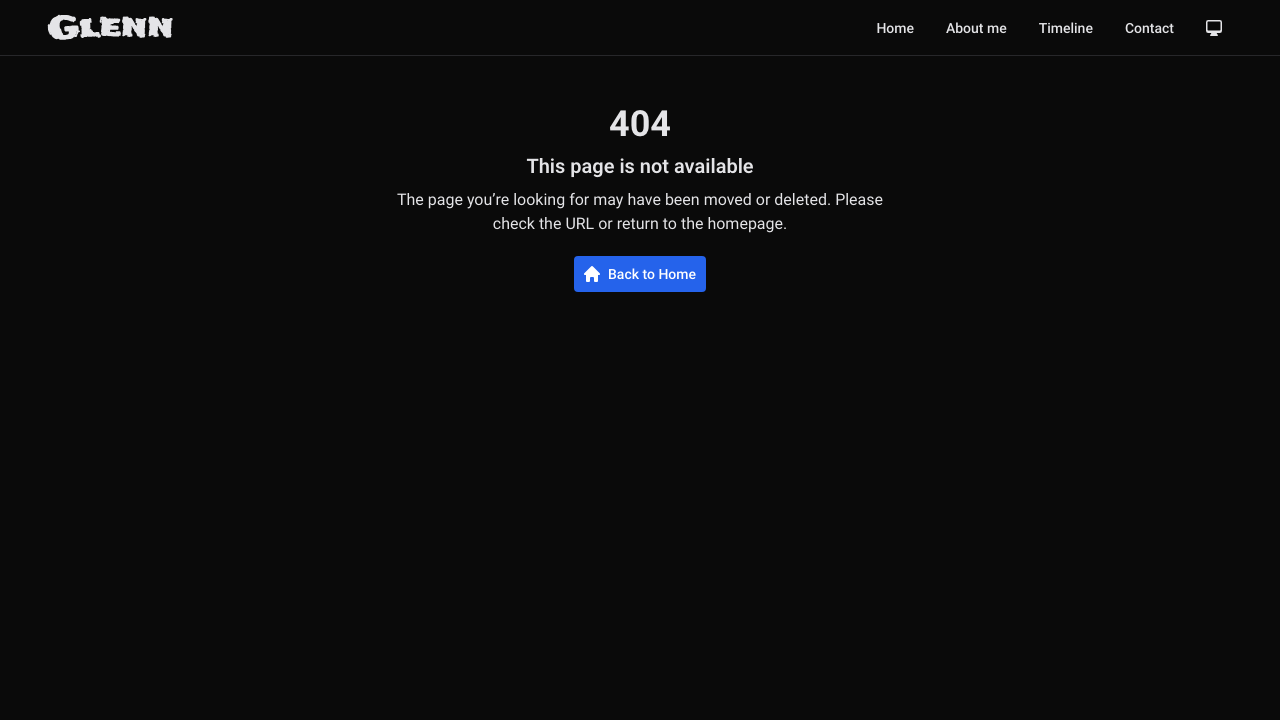 GLENN
Home
About me
Timeline
Contact
404
This page is not available
The page you’re looking for may have been moved or deleted. Please
check the URL or return to the homepage.
Back to Home